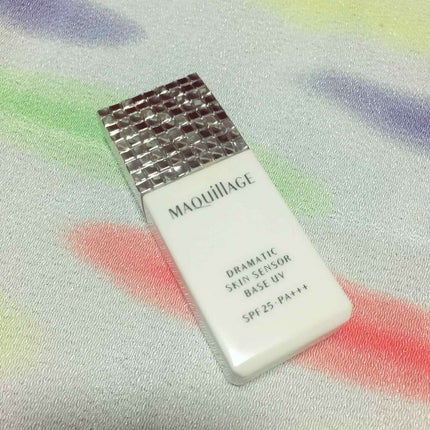 MAQuillAGE
DRAMATIC
SKIN SENSOR
BASE UV
SPF25・PA+++